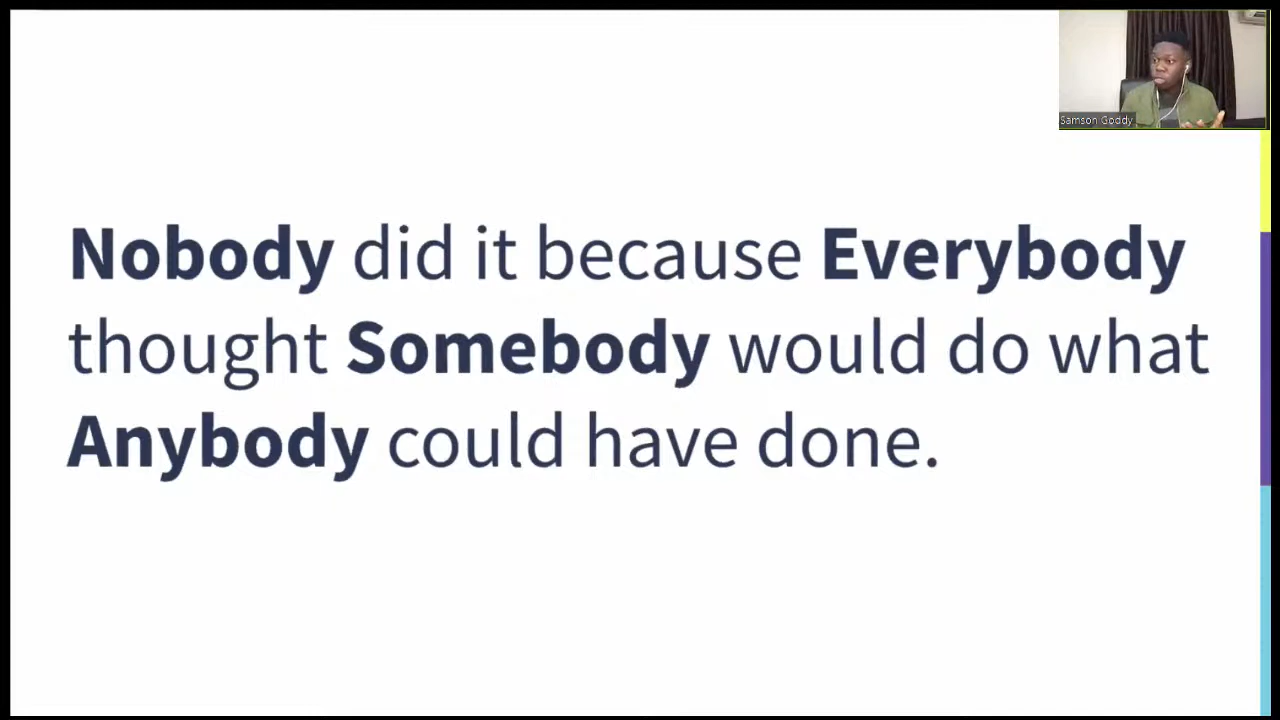 Samson Goddy
Nobody did it because Everybody
thought Somebody would do what
Anybody could have done.